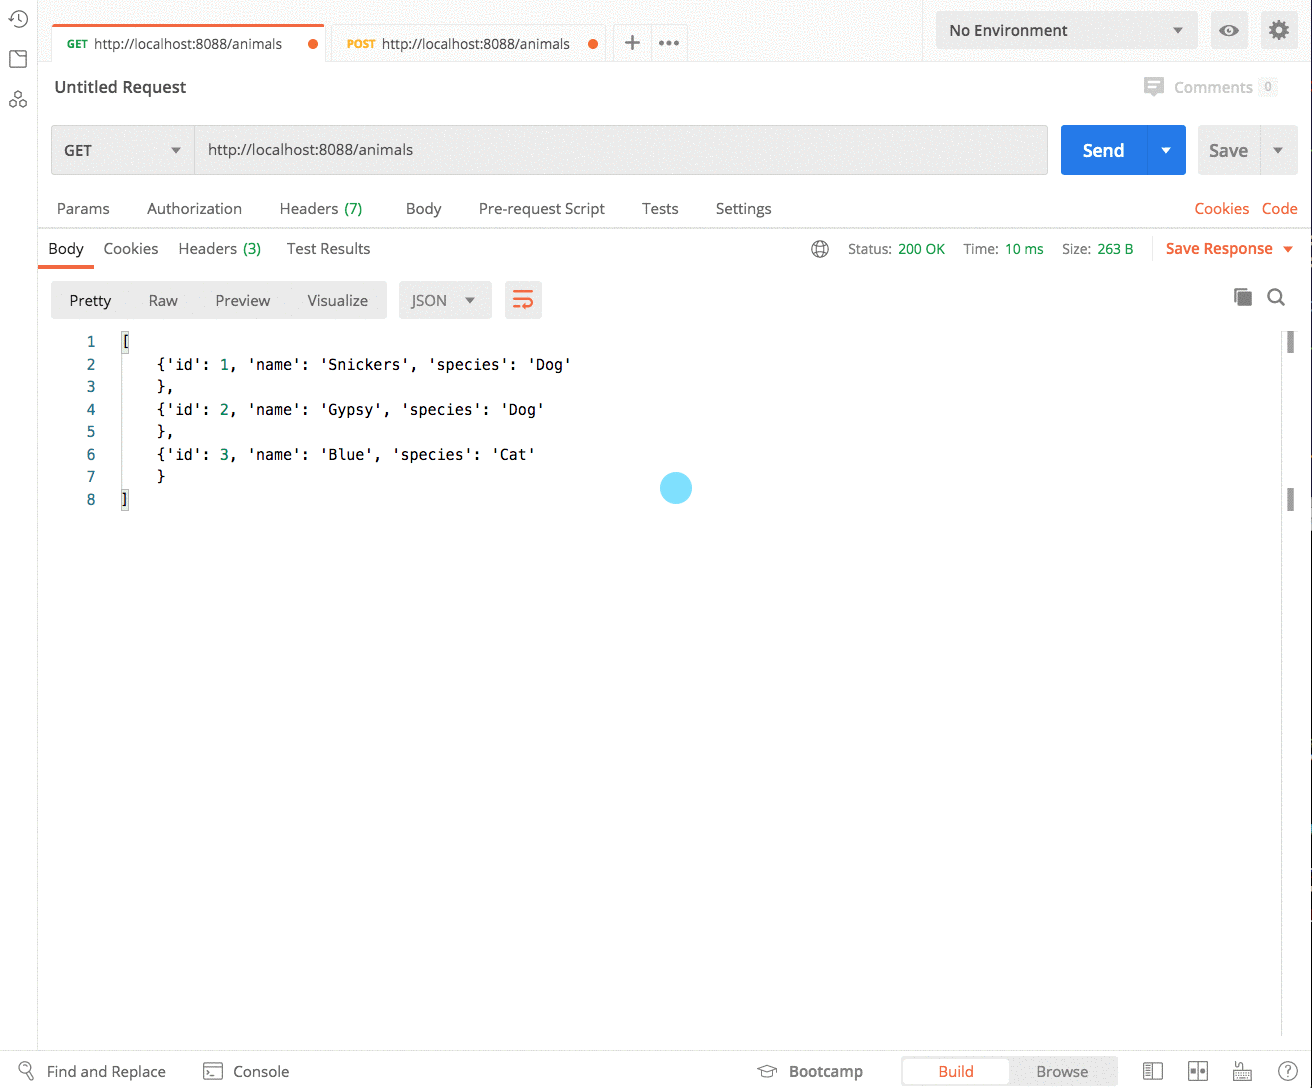 GET http://localhost:8088/animals POST http://localhost:8088/animals No Environment
Untitled Request Comments 0
GET http://localhost:8088/animals Send Save
Params Authorization Headers (7) Body Pre-request Script Tests Settings Cookies Code
Body Cookies Headers (3) Test Results Status: 200 OK Time: 10 ms Size: 263 B Save Response
Pretty Raw Preview Visualize JSON
1 [
2 {'id': 1, 'name': 'Snickers', 'species': 'Dog'
3 },
4 {'id': 2, 'name': 'Gypsy', 'species': 'Dog'
5 },
6 {'id': 3, 'name': 'Blue', 'species': 'Cat'
7 }
8 ]
Find and Replace Console Bootcamp Build Browse